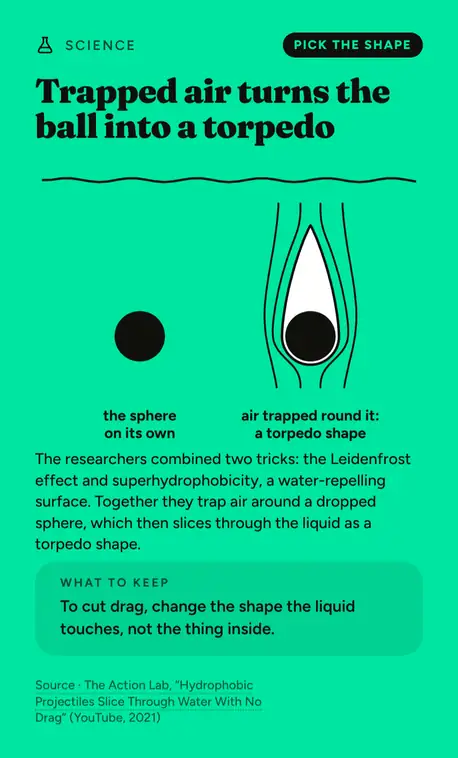 SCIENCE
PICK THE SHAPE
Trapped air turns the
ball into a torpedo
the sphere
on its own
air trapped round it:
a torpedo shape
The researchers combined two tricks: the Leidenfrost
effect and superhydrophobicity, a water-repelling
surface. Together they trap air around a dropped
sphere, which then slices through the liquid as a
torpedo shape.
WHAT TO KEEP
To cut drag, change the shape the liquid
touches, not the thing inside.
Source · The Action Lab, “Hydrophobic
Projectiles Slice Through Water With No
Drag” (YouTube, 2021)